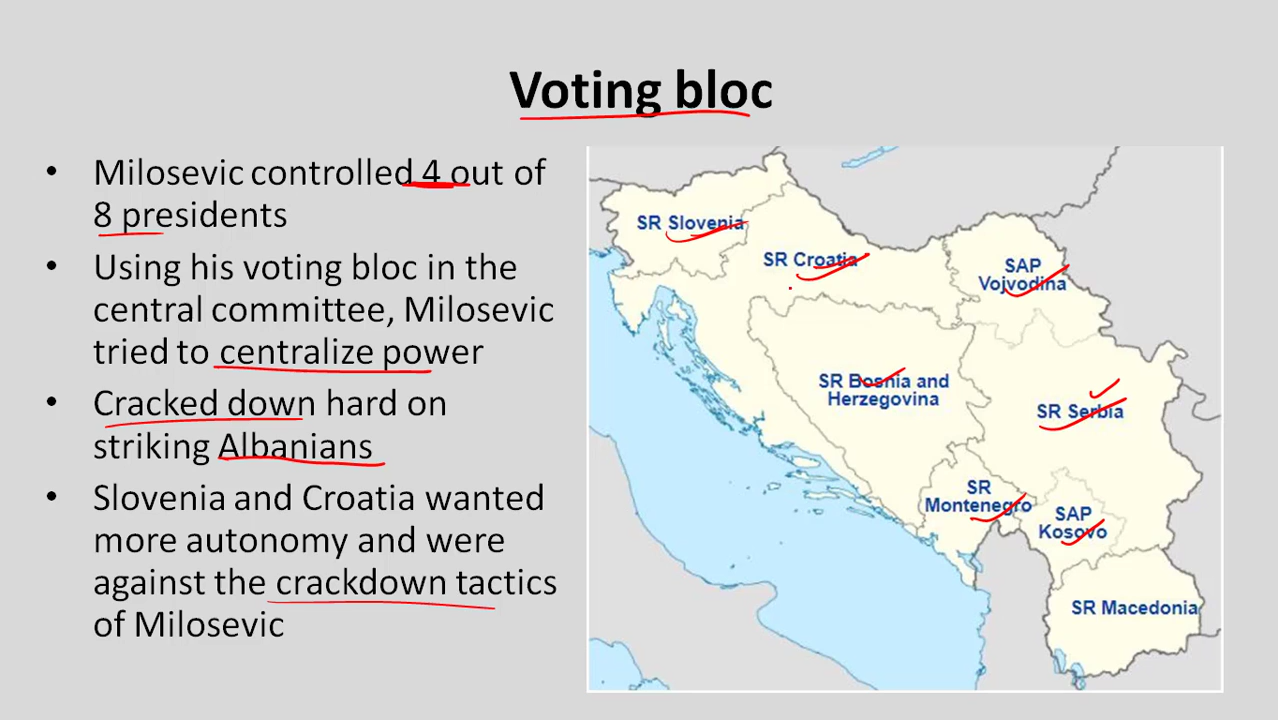 Voting bloc
• Milosevic controlled 4 out of
8 presidents
• Using his voting bloc in the
central committee, Milosevic
tried to centralize power
• Cracked down hard on
striking Albanians
• Slovenia and Croatia wanted
more autonomy and were
against the crackdown tactics
of Milosevic
SR Slovenia
SR Croatia
SAP
Vojvodina
SR Bosnia and
Herzegovina
SR Serbia
SR
Montenegro
SAP
Kosovo
SR Macedonia